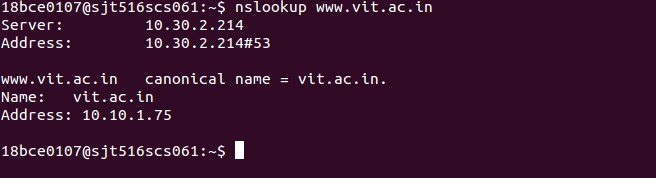 18bce0107@sjt516scs061:~$ nslookup www.vit.ac.in
Server:         10.30.2.214
Address:        10.30.2.214#53
www.vit.ac.in   canonical name = vit.ac.in.
Name:   vit.ac.in
Address: 10.10.1.75
18bce0107@sjt516scs061:~$